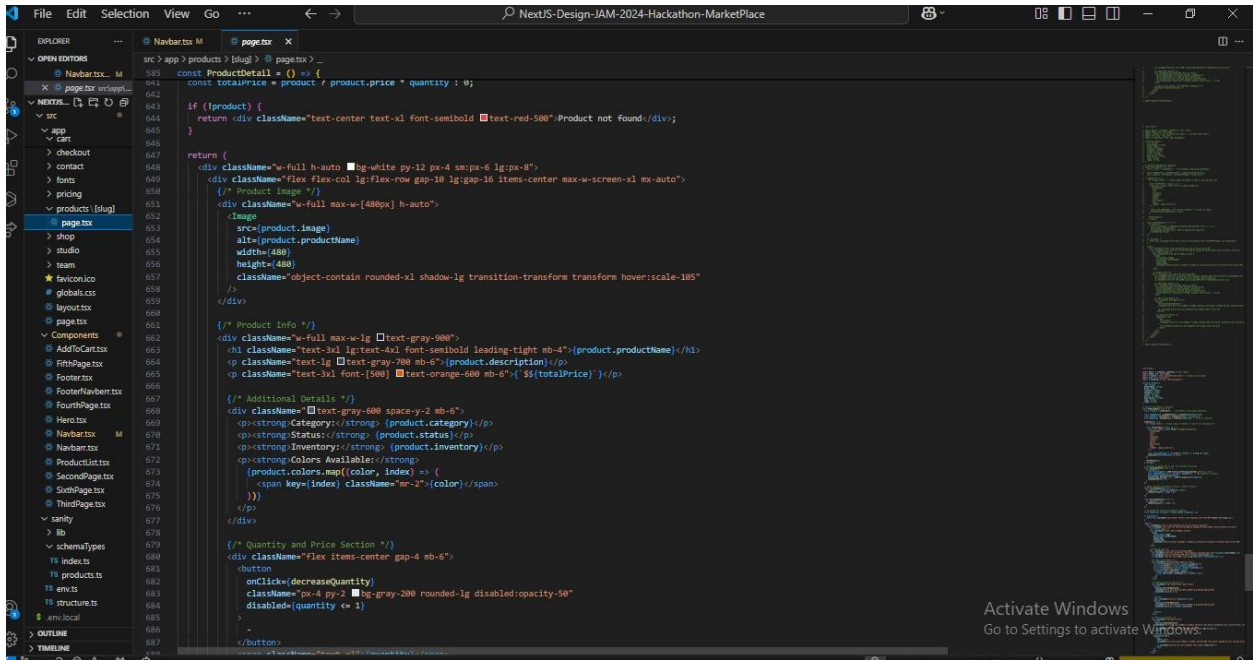 File Edit Selection View Go ··· ← → NextJS-Design-JAM-2024-Hackathon-MarketPlace
EXPLORER ···
OPEN EDITORS
Navbar.tsx... M
page.tsx src\app\...
NEXTJS...
src
app
cart
checkout
contact
fonts
pricing
products \ [slug]
page.tsx
shop
studio
team
favicon.ico
globals.css
layout.tsx
page.tsx
Components
AddToCart.tsx
FifthPage.tsx
Footer.tsx
FooterNavberr.tsx
FourthPage.tsx
Hero.tsx
Navbar.tsx M
Navbarr.tsx
ProductList.tsx
SecondPage.tsx
SixthPage.tsx
ThirdPage.tsx
sanity
lib
schemaTypes
TS index.ts
TS products.ts
TS env.ts
TS structure.ts
$ .env.local
OUTLINE
TIMELINE
Navbar.tsx M page.tsx ×
src > app > products > [slug] > page.tsx > ...
585 const ProductDetail = () => {
641 const totalPrice = product ? product.price * quantity : 0;
642
643 if (!product) {
644 return <div className="text-center text-xl font-semibold text-red-500">Product not found</div>;
645 }
646
647 return (
648 <div className="w-full h-auto bg-white py-12 px-4 sm:px-6 lg:px-8">
649 <div className="flex flex-col lg:flex-row gap-10 lg:gap-16 items-center max-w-screen-xl mx-auto">
650 {/* Product Image */}
651 <div className="w-full max-w-[480px] h-auto">
652 <Image
653 src={product.image}
654 alt={product.productName}
655 width={480}
656 height={480}
657 className="object-contain rounded-xl shadow-lg transition-transform transform hover:scale-105"
658 />
659 </div>
660
661 {/* Product Info */}
662 <div className="w-full max-w-lg text-gray-900">
663 <h1 className="text-3xl lg:text-4xl font-semibold leading-tight mb-4">{product.productName}</h1>
664 <p className="text-lg text-gray-700 mb-6">{product.description}</p>
665 <p className="text-3xl font-[500] text-orange-600 mb-6">{`$${totalPrice}`}</p>
666
667 {/* Additional Details */}
668 <div className="text-gray-600 space-y-2 mb-6">
669 <p><strong>Category:</strong> {product.category}</p>
670 <p><strong>Status:</strong> {product.status}</p>
671 <p><strong>Inventory:</strong> {product.inventory}</p>
672 <p><strong>Colors Available:</strong>
673 {product.colors.map((color, index) => (
674 <span key={index} className="mr-2">{color}</span>
675 ))}
676 </p>
677 </div>
678
679 {/* Quantity and Price Section */}
680 <div className="flex items-center gap-4 mb-6">
681 <button
682 onClick={decreaseQuantity}
683 className="px-4 py-2 bg-gray-200 rounded-lg disabled:opacity-50"
684 disabled={quantity <= 1}
685 >
686 -
687 </button>
688 <span className="text-xl">{quantity}</span>
Activate Windows
Go to Settings to activate Windows.